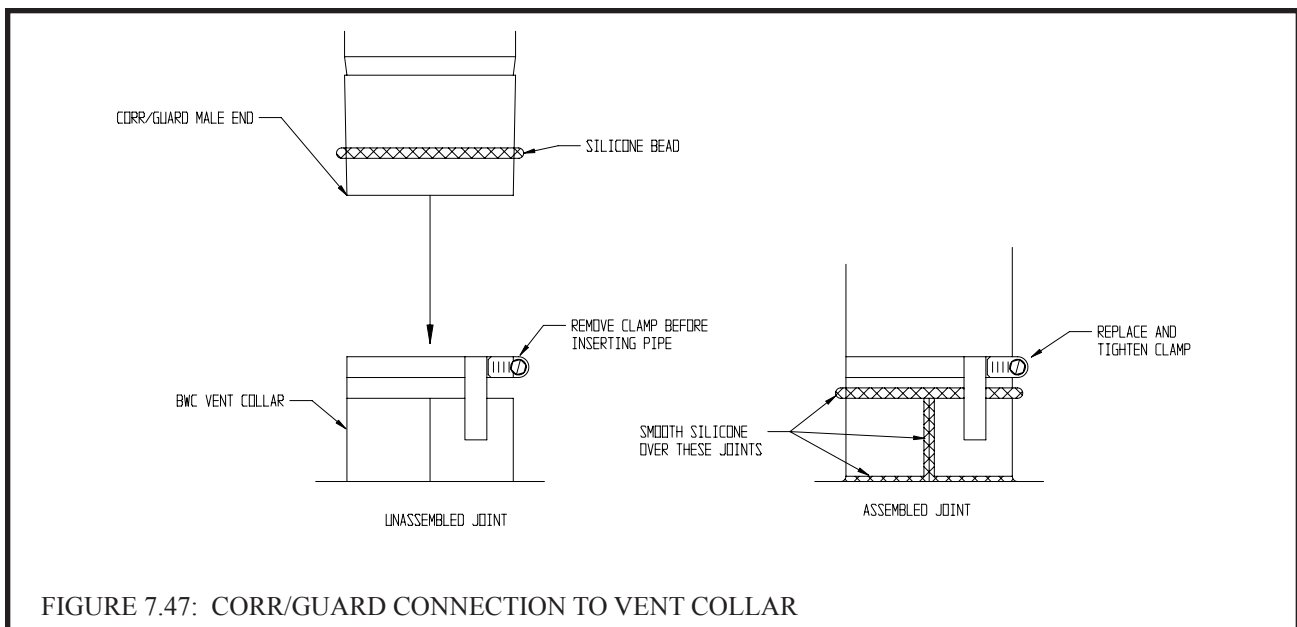 CORR/GUARD MALE END
SILICONE BEAD
REMOVE CLAMP BEFORE
INSERTING PIPE
BWC VENT COLLAR
UNASSEMBLED JOINT
REPLACE AND
TIGHTEN CLAMP
SMOOTH SILICONE
OVER THESE JOINTS
ASSEMBLED JOINT
FIGURE 7.47: CORR/GUARD CONNECTION TO VENT COLLAR